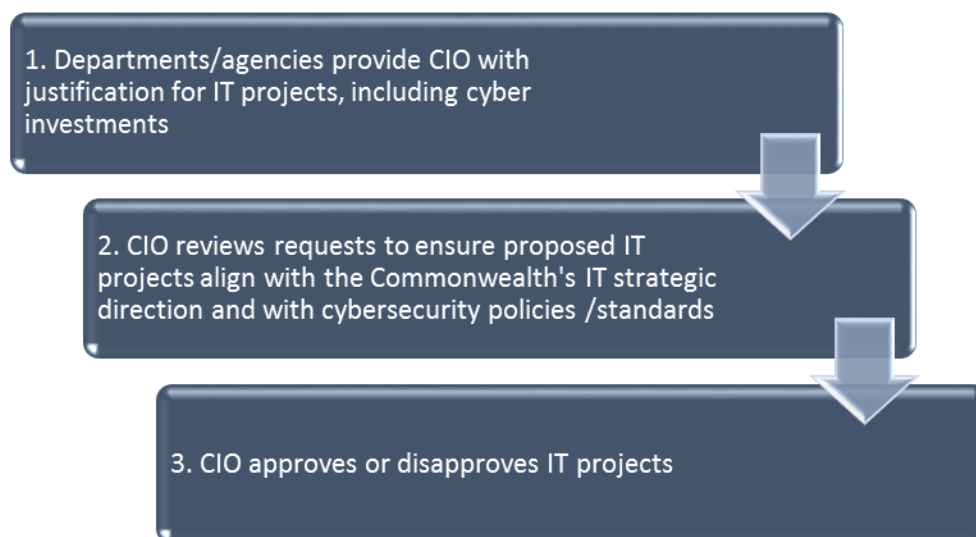 1. Departments/agencies provide CIO with
justification for IT projects, including cyber
investments
2. CIO reviews requests to ensure proposed IT
projects align with the Commonwealth's IT strategic
direction and with cybersecurity policies /standards
3. CIO approves or disapproves IT projects